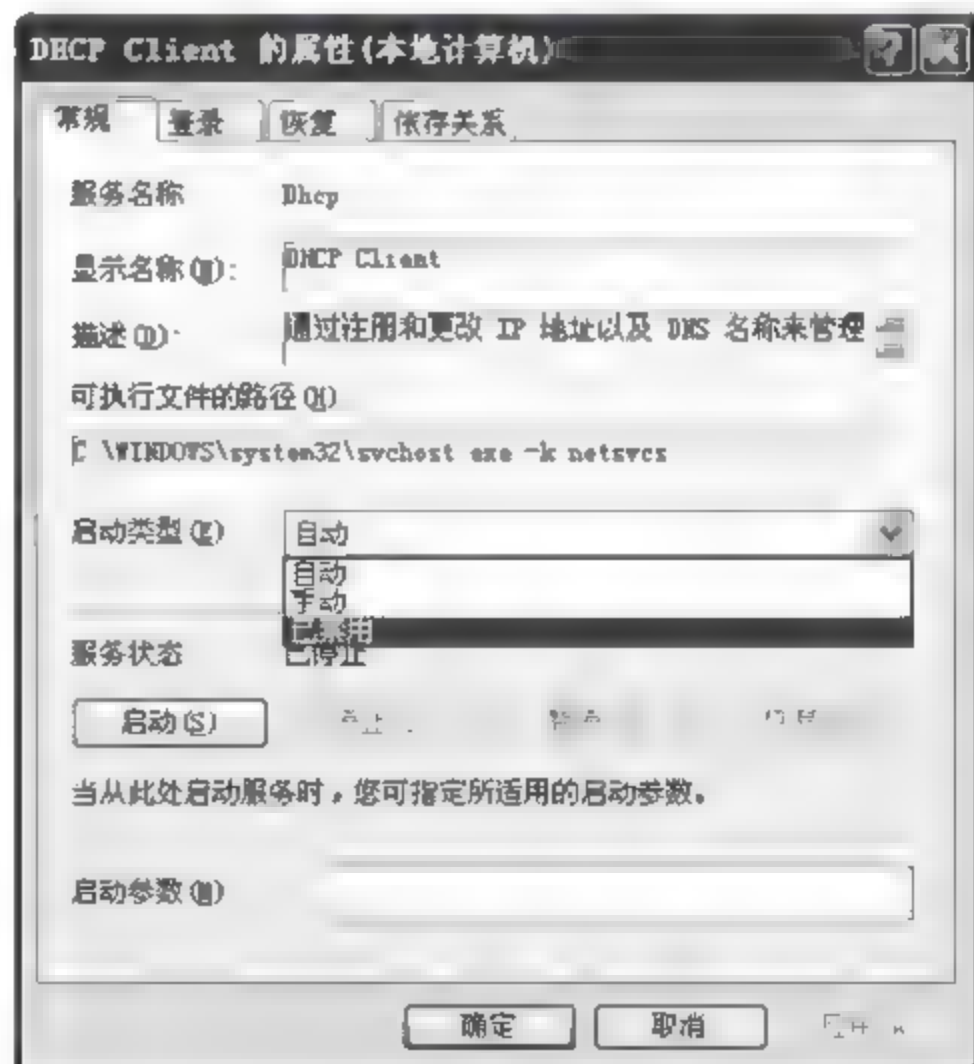 DHCP Client 的属性(本地计算机)
常规 登录 恢复 依存关系
服务名称 Dhcp
显示名称(N): DHCP Client
描述(D): 通过注册和更改 IP 地址以及 DNS 名称来管理
可执行文件的路径(H)
C \WINDOWS\system32\svchost exe -k netsvcs
启动类型(E) 自动
自动
手动
已禁用
服务状态 已停止
启动(S)
当从此处启动服务时，您可指定所适用的启动参数。
启动参数(M)
确定 取消